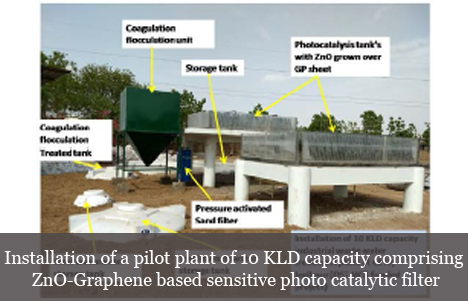 Coagulation
flocculation unit
Photocatalysis tank's
with ZnO grown over
GP sheet
Storage tank
Coagulation
flocculation
Treated tank
Pressure activated
Sand filter
Installation of 10 KLD capacity
Installation of a pilot plant of 10 KLD capacity comprising
ZnO-Graphene based sensitive photo catalytic filter